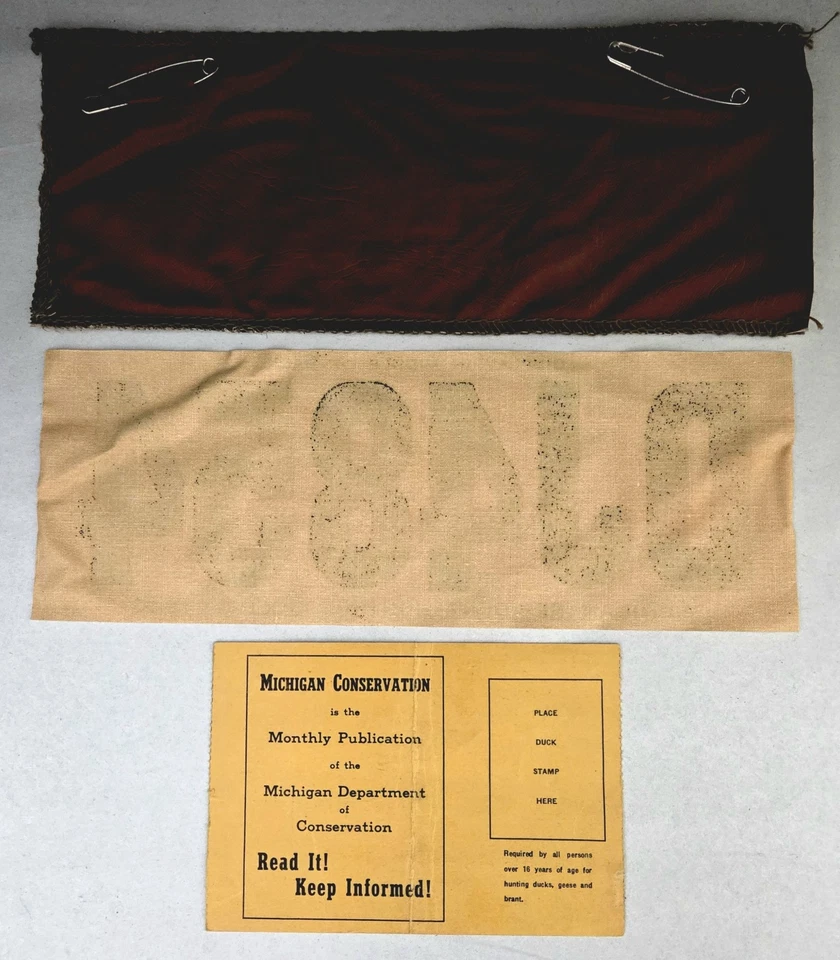 MICHIGAN CONSERVATION
is the
Monthly Publication
of the
Michigan Department
of
Conservation
Read It!
Keep Informed!
PLACE
DUCK
STAMP
HERE
Required by all persons
over 16 years of age for
hunting ducks, geese and
brant.